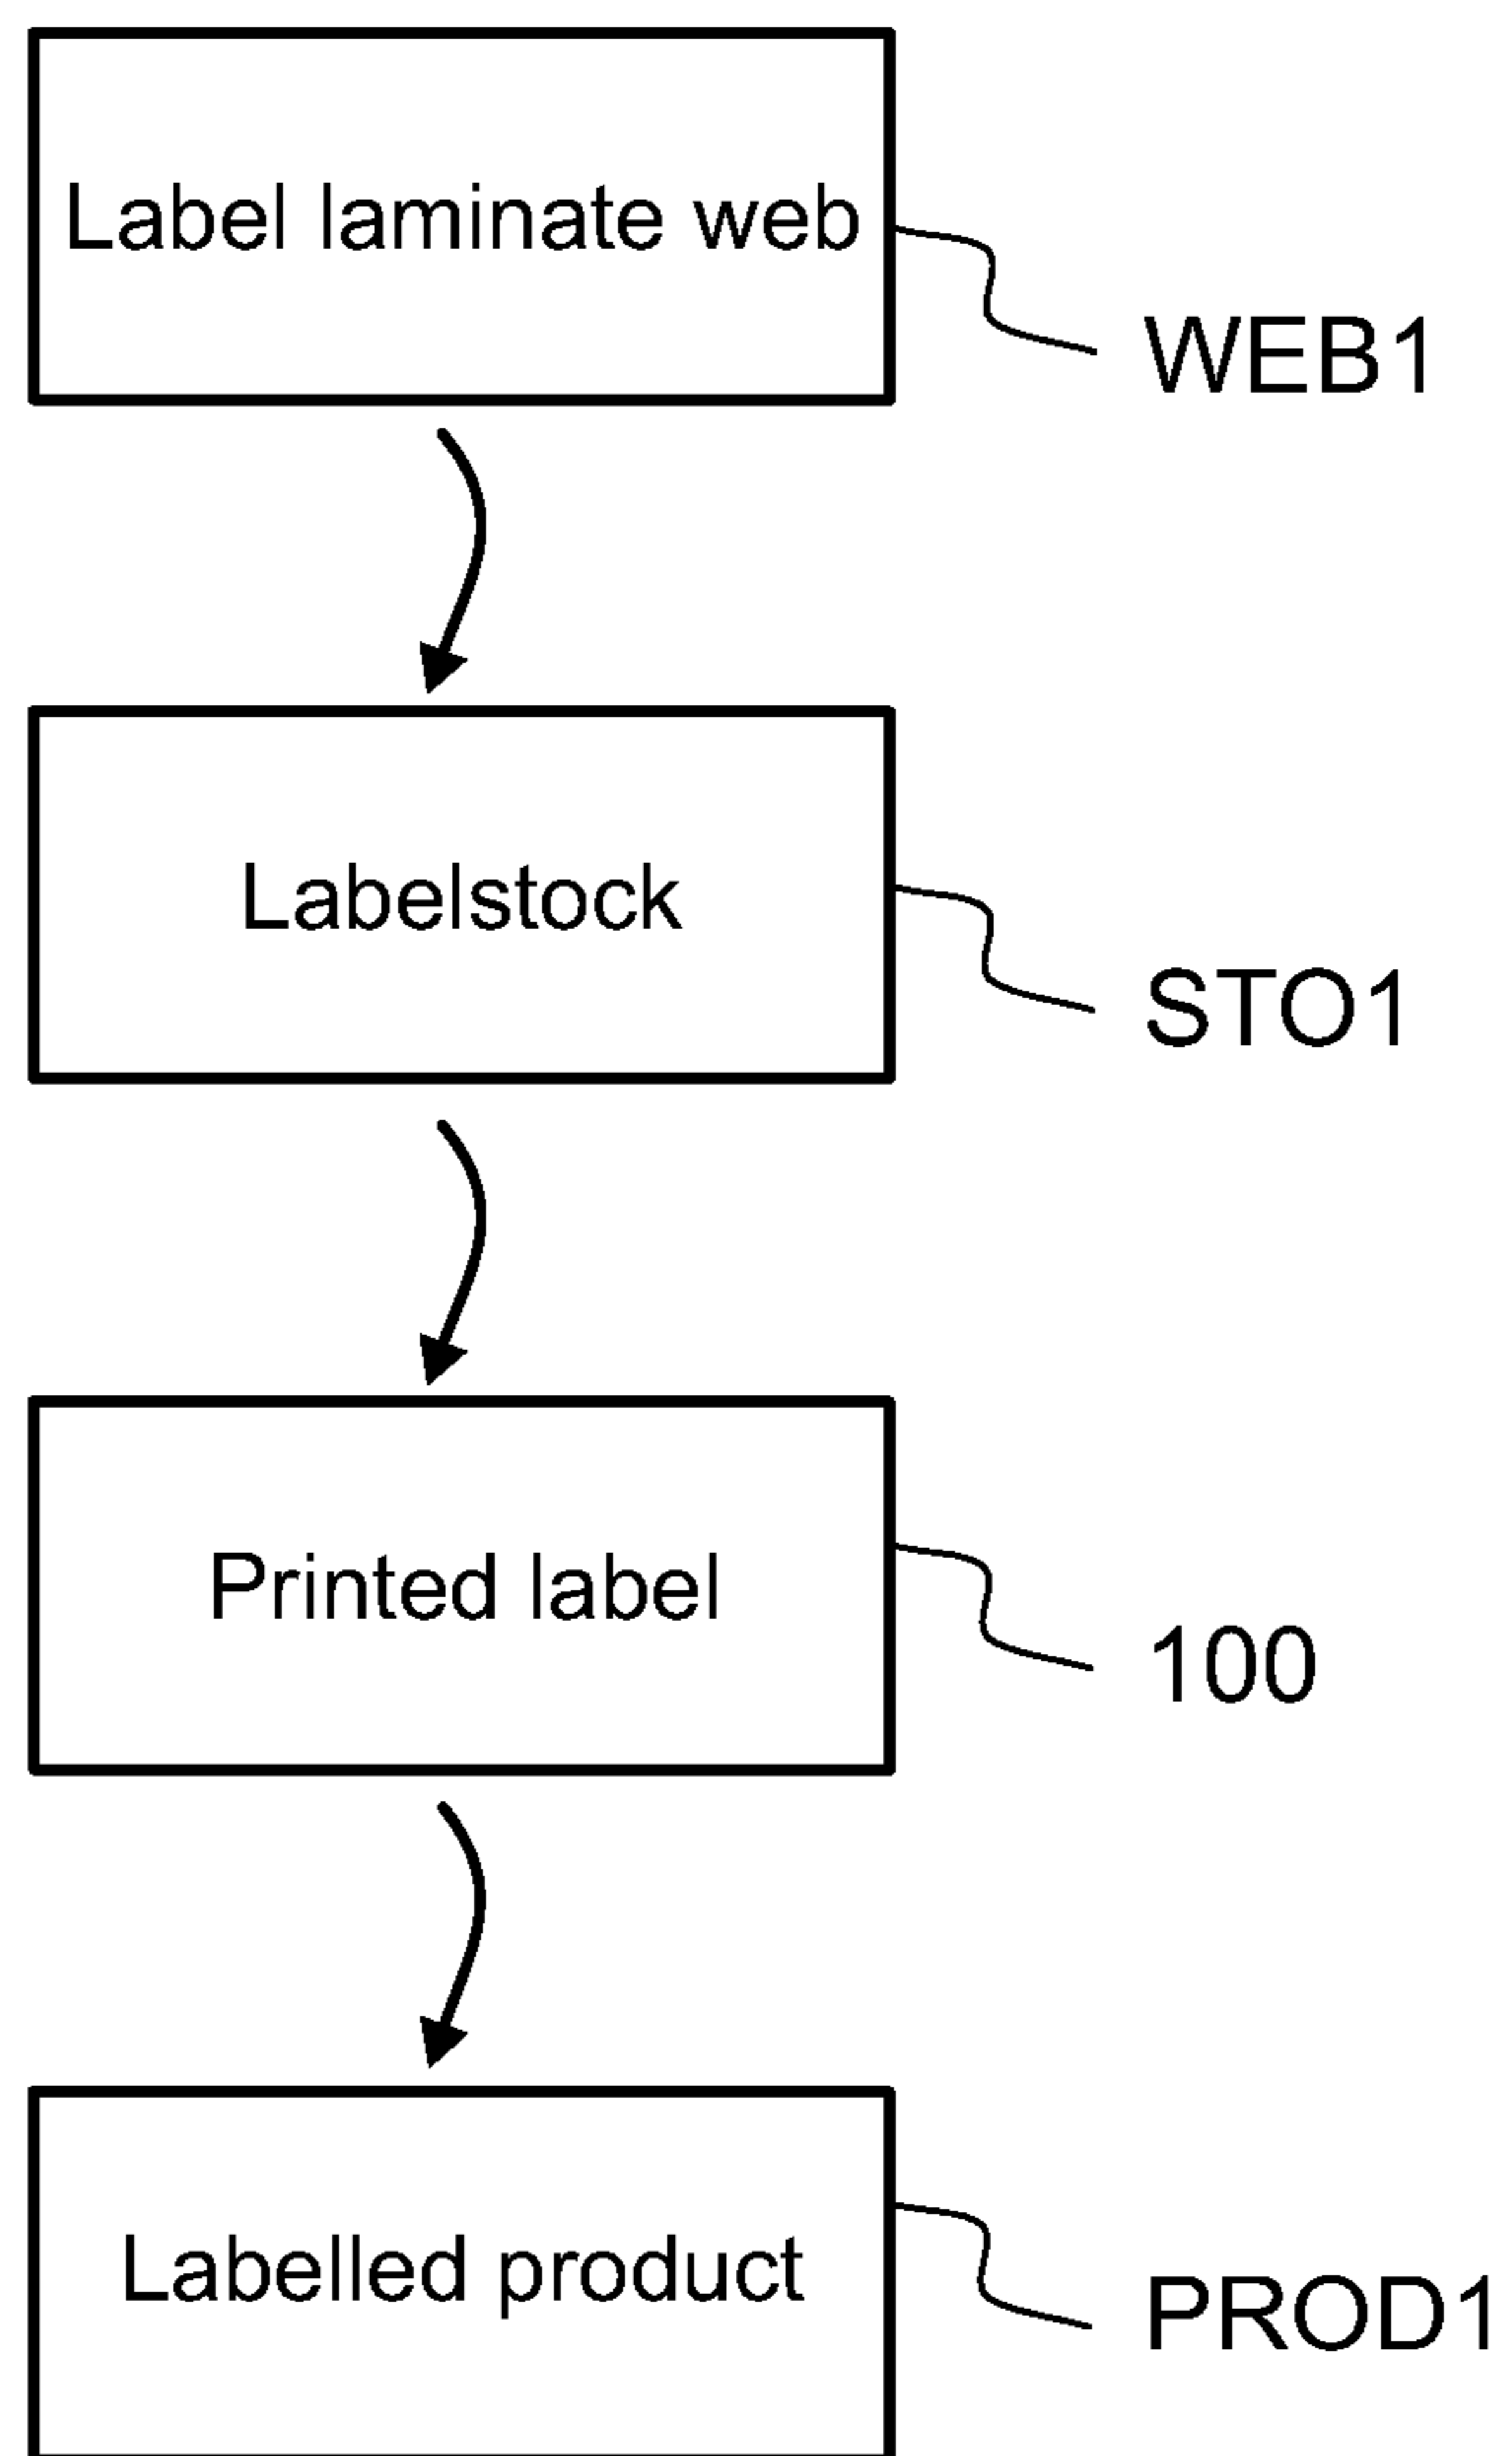 Label laminate web
WEB1
Labelstock
STO1
Printed label
100
Labelled product
PROD1